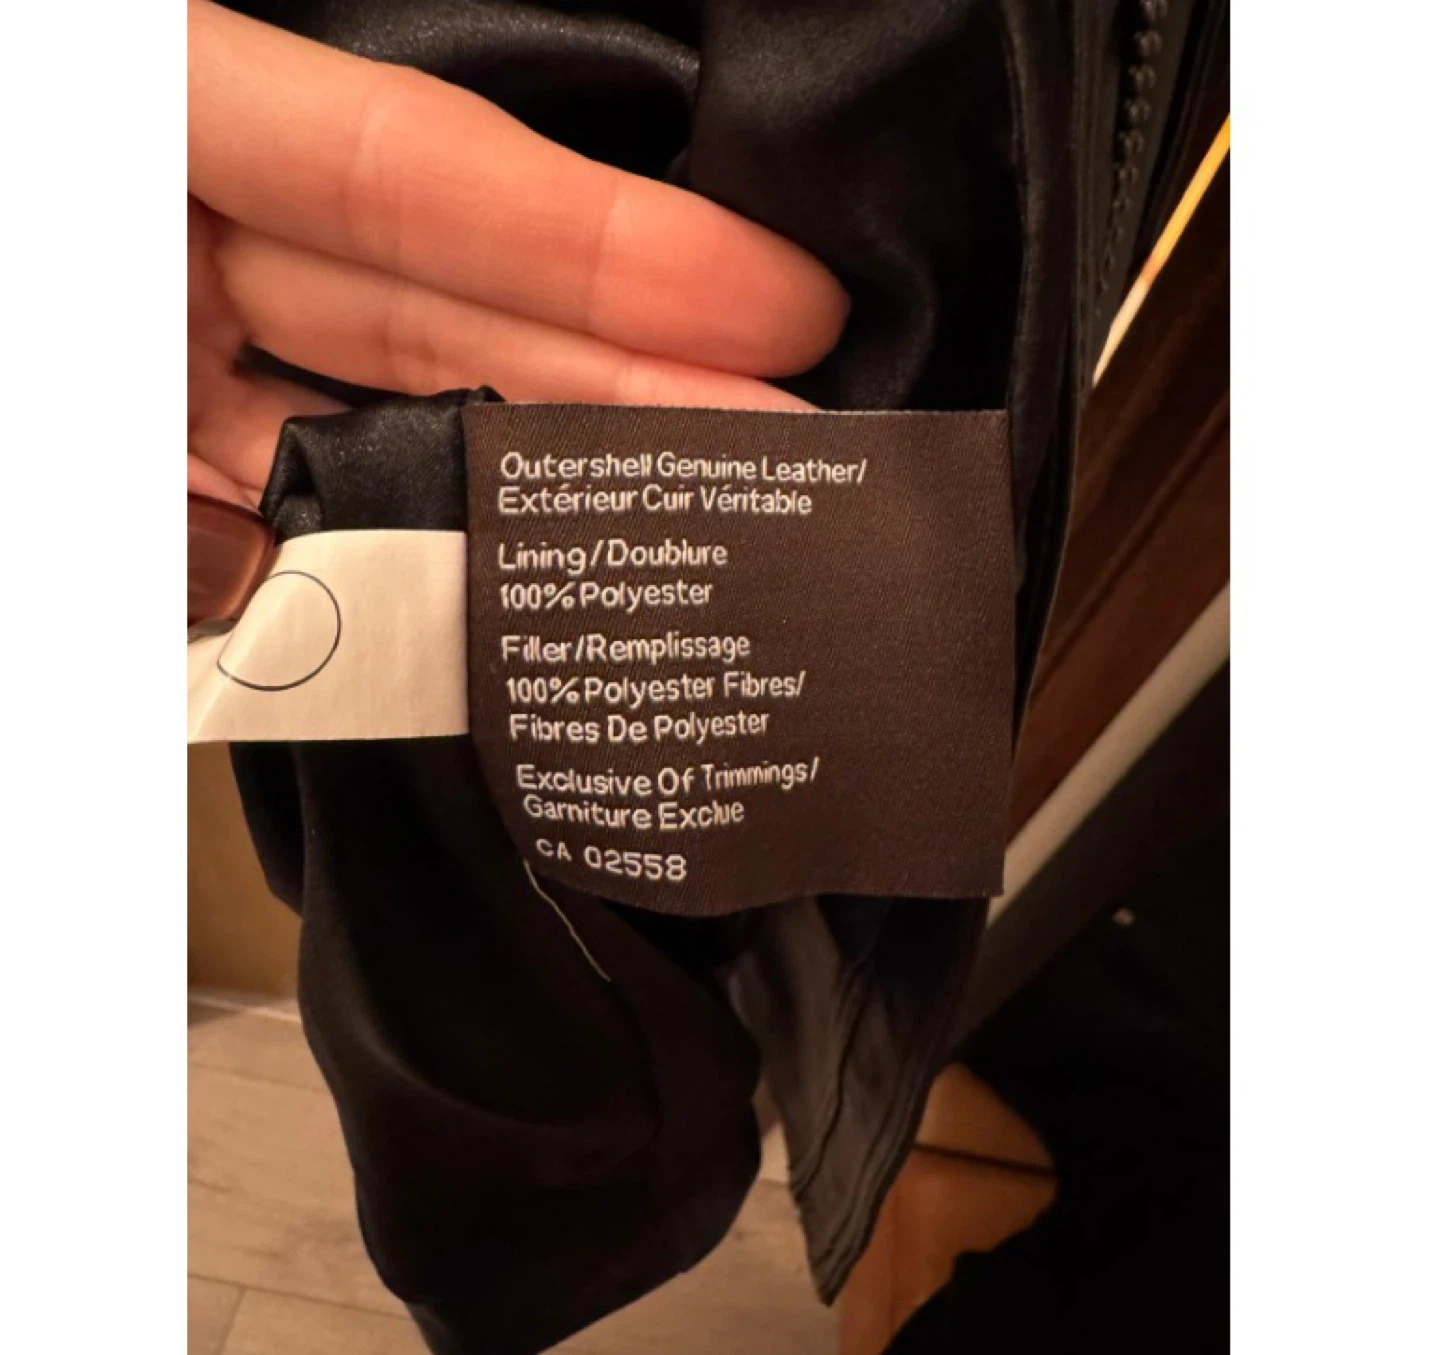 Outershell Genuine Leather/
Extérieur Cuir Véritable
Lining/Doublure
100% Polyester
Filler/Remplissage
100% Polyester Fibres/
Fibres De Polyester
Exclusive Of Trimmings/
Garniture Exclue
CA 02558